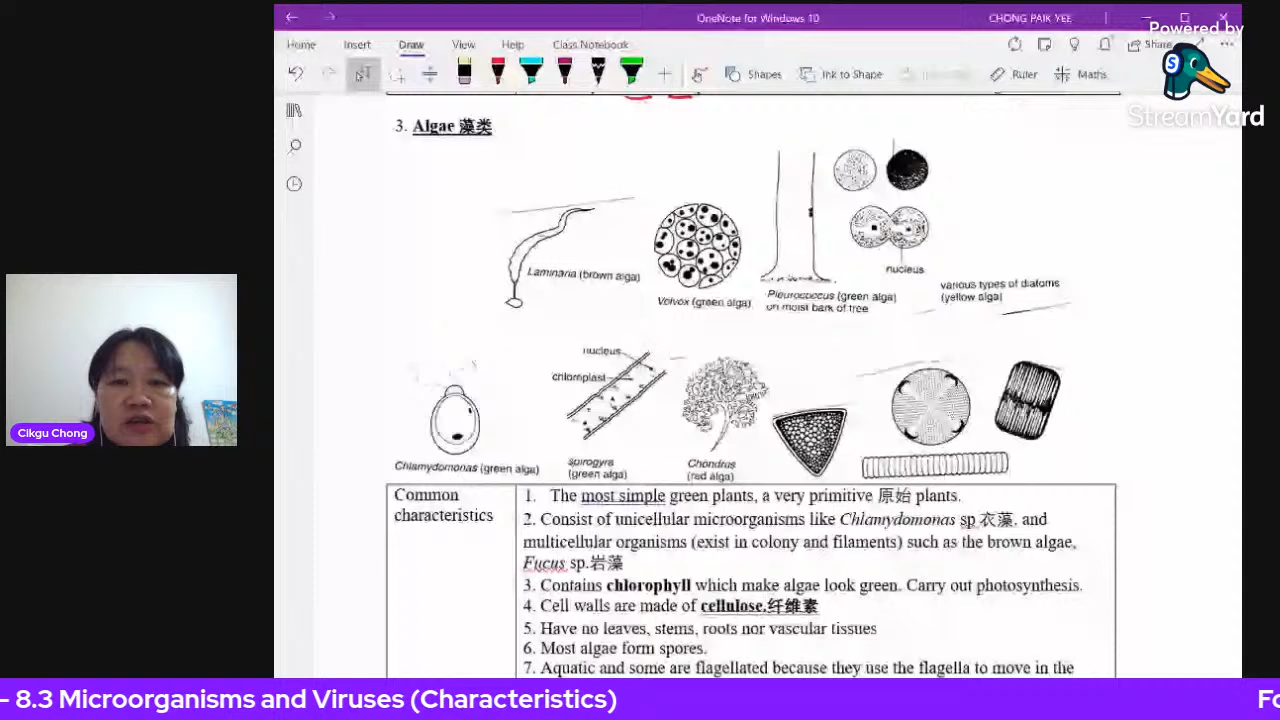 OneNote for Windows 10
CHONG PAIK YEE
Powered by
StreamYard
Home Insert Draw View Help Class Notebook
Share
Shapes Ink to Shape Ruler Maths
3. Algae 藻类
Laminaria (brown alga)
Volvox (green alga)
Pleurococcus (green alga)
on moist bark of tree
nucleus
various types of diatoms
(yellow alga)
nucleus
chloroplast
Chlamydomonas (green alga)
spirogyra
(green alga)
Chondrus
(red alga)
Cikgu Chong
Common
characteristics
1. The most simple green plants, a very primitive 原始 plants.
2. Consist of unicellular microorganisms like Chlamydomonas sp 衣藻. and
multicellular organisms (exist in colony and filaments) such as the brown algae,
Fucus sp.岩藻
3. Contains chlorophyll which make algae look green. Carry out photosynthesis.
4. Cell walls are made of cellulose.纤维素
5. Have no leaves, stems, roots nor vascular tissues
6. Most algae form spores.
7. Aquatic and some are flagellated because they use the flagella to move in the
– 8.3 Microorganisms and Viruses (Characteristics)
Fo